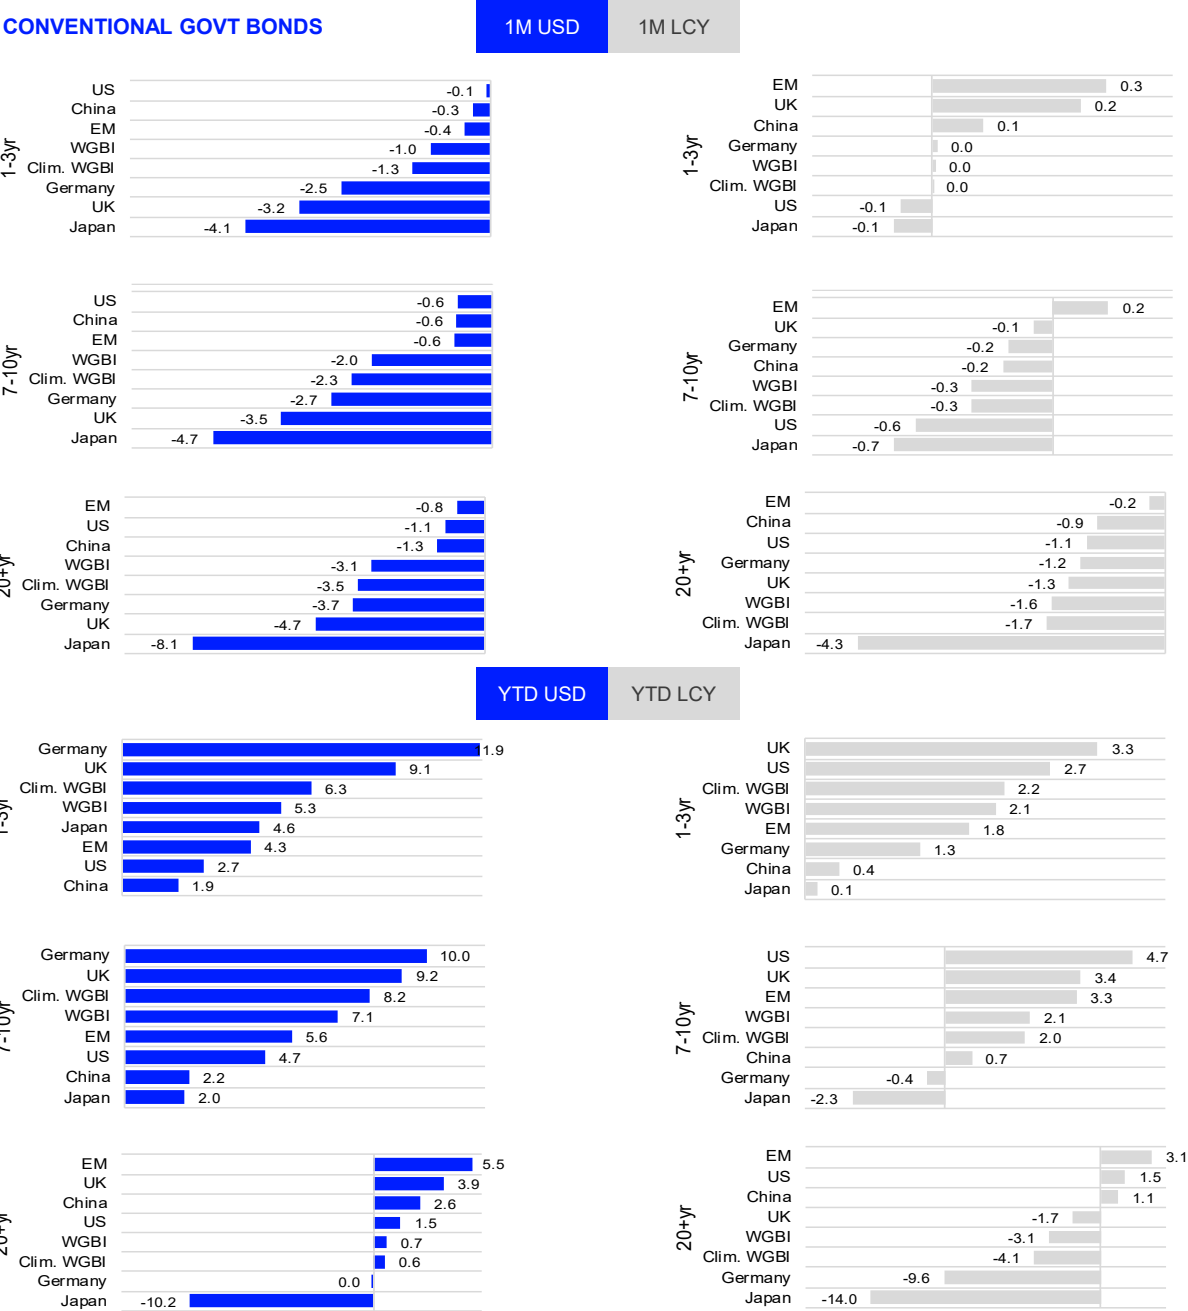 CONVENTIONAL GOVT BONDS
1M USD 1M LCY
1-3yr
US -0.1
China -0.3
EM -0.4
WGBI -1.0
Clim. WGBI -1.3
Germany -2.5
UK -3.2
Japan -4.1
1-3yr
EM 0.3
UK 0.2
China 0.1
Germany 0.0
WGBI 0.0
Clim. WGBI 0.0
US -0.1
Japan -0.1
7-10yr
US -0.6
China -0.6
EM -0.6
WGBI -2.0
Clim. WGBI -2.3
Germany -2.7
UK -3.5
Japan -4.7
7-10yr
EM 0.2
UK -0.1
Germany -0.2
China -0.2
WGBI -0.3
Clim. WGBI -0.3
US -0.6
Japan -0.7
20+yr
EM -0.8
US -1.1
China -1.3
WGBI -3.1
Clim. WGBI -3.5
Germany -3.7
UK -4.7
Japan -8.1
20+yr
EM -0.2
China -0.9
US -1.1
Germany -1.2
UK -1.3
WGBI -1.6
Clim. WGBI -1.7
Japan -4.3
YTD USD YTD LCY
1-3yr
Germany 11.9
UK 9.1
Clim. WGBI 6.3
WGBI 5.3
Japan 4.6
EM 4.3
US 2.7
China 1.9
1-3yr
UK 3.3
US 2.7
Clim. WGBI 2.2
WGBI 2.1
EM 1.8
Germany 1.3
China 0.4
Japan 0.1
7-10yr
Germany 10.0
UK 9.2
Clim. WGBI 8.2
WGBI 7.1
EM 5.6
US 4.7
China 2.2
Japan 2.0
7-10yr
US 4.7
UK 3.4
EM 3.3
WGBI 2.1
Clim. WGBI 2.0
China 0.7
Germany -0.4
Japan -2.3
20+yr
EM 5.5
UK 3.9
China 2.6
US 1.5
WGBI 0.7
Clim. WGBI 0.6
Germany 0.0
Japan -10.2
20+yr
EM 3.1
US 1.5
China 1.1
UK -1.7
WGBI -3.1
Clim. WGBI -4.1
Germany -9.6
Japan -14.0